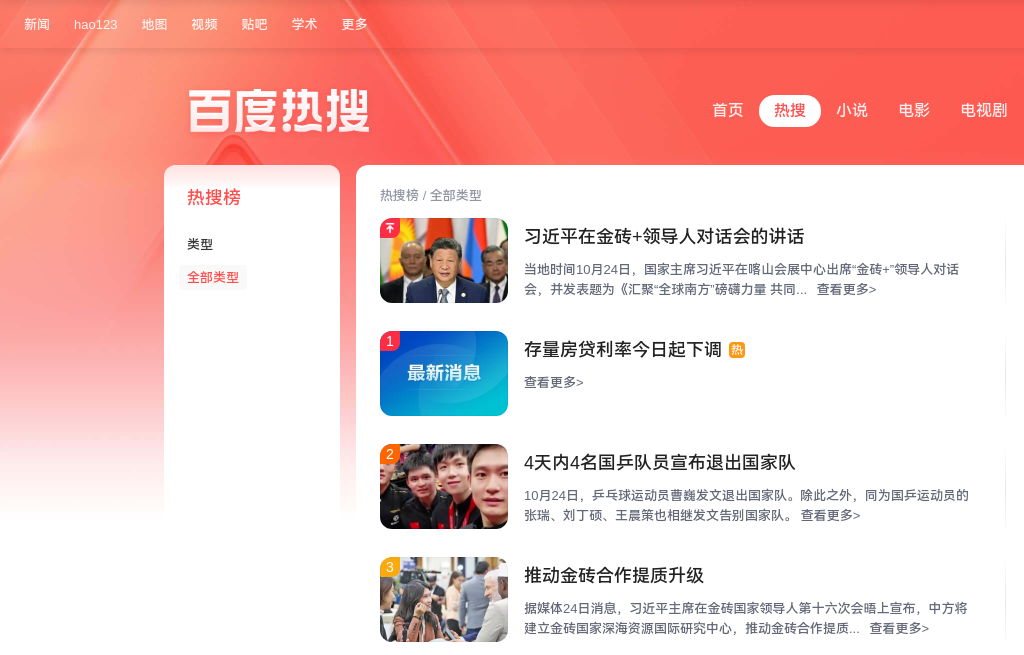 新闻 hao123 地图 视频 贴吧 学术 更多
百度热搜
首页 热搜 小说 电影 电视剧
热搜榜
类型
全部类型
热搜榜 / 全部类型
习近平在金砖+领导人对话会的讲话
当地时间10月24日，国家主席习近平在喀山会展中心出席“金砖+”领导人对话
会，并发表题为《汇聚“全球南方”磅礴力量 共同... 查看更多>
1
最新消息
存量房贷利率今日起下调 热
查看更多>
2
4天内4名国乒队员宣布退出国家队
10月24日，乒乓球运动员曹巍发文退出国家队。除此之外，同为国乒运动员的
张瑞、刘丁硕、王晨策也相继发文告别国家队。 查看更多>
3
推动金砖合作提质升级
据媒体24日消息，习近平主席在金砖国家领导人第十六次会晤上宣布，中方将
建立金砖国家深海资源国际研究中心，推动金砖合作提质... 查看更多>